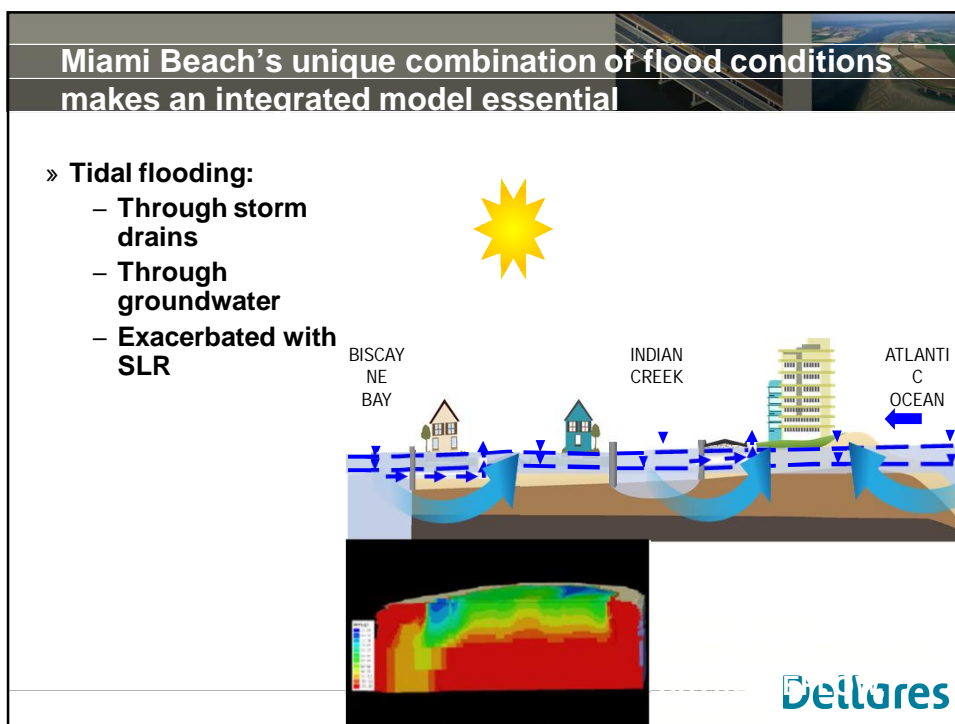 Miami Beach's unique combination of flood conditions
makes an integrated model essential
» Tidal flooding:
– Through storm
drains
– Through
groundwater
– Exacerbated with
SLR
BISCAY
NE
BAY
INDIAN
CREEK
ATLANTI
C
OCEAN
Deltares